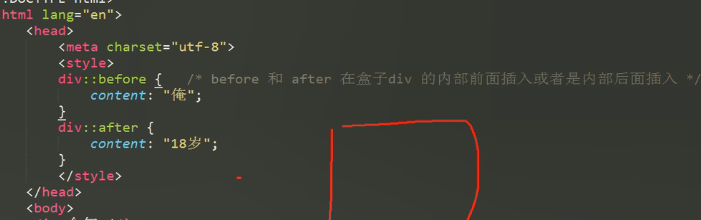 html lang="en">
<head>
<meta charset="utf-8">
<style>
div::before { /* before 和 after 在盒子div 的内部前面插入或者是内部后面插入 */
content: "俺";
}
div::after {
content: "18岁";
}
</style>
</head>
<body>